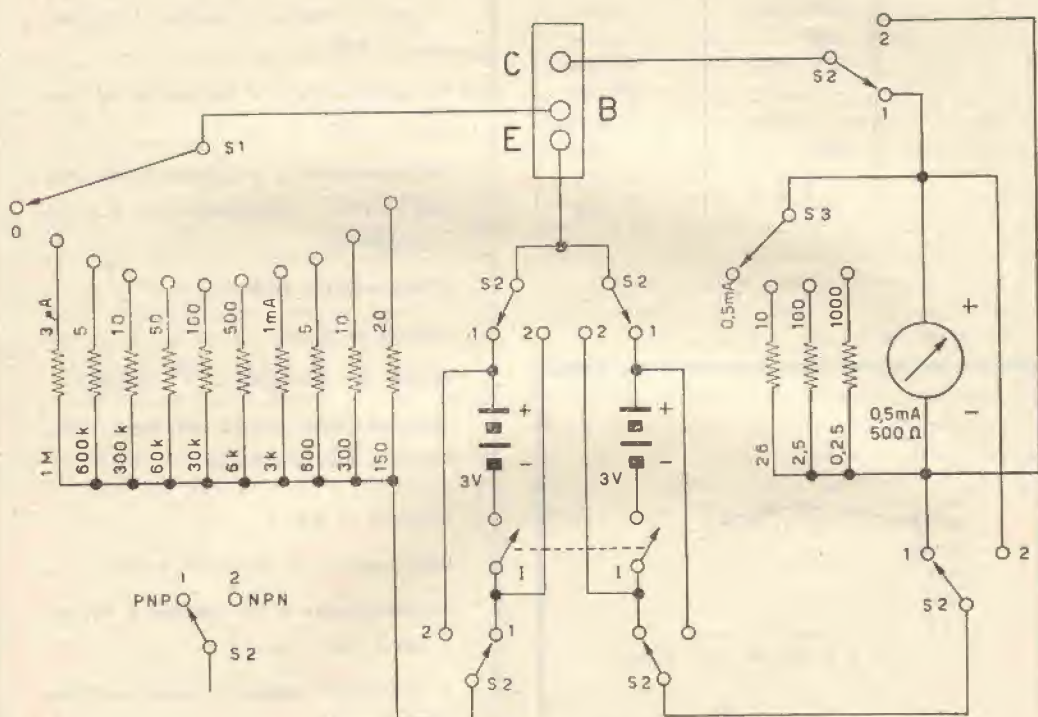 C
B
E
S1
0
3 µA
5
10
50
100
500
1mA
5
10
20
1M
600k
300k
60k
30k
6k
3k
600
300
150
2
S2
1
S3
0,5mA
10
100
1000
26
2,5
0,25
+
-
0,5mA
500 Ω
S2
S2
1
2
2
1
+
-
3V
+
-
3V
I
I
2
1
S2
S2
1
2
S2
1
2
PNP
NPN
S2